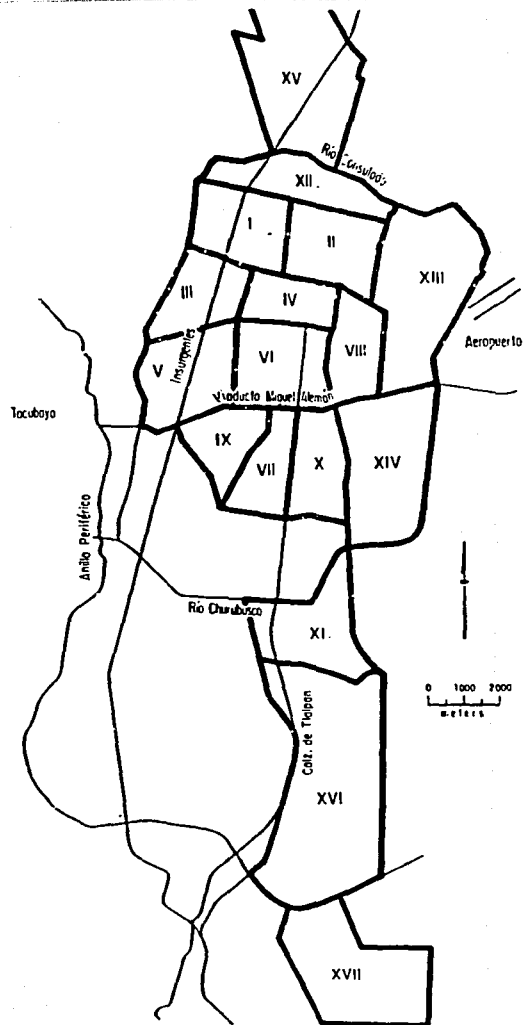 XV
Río Consulado
XII
I
II
XIII
III
IV
Insurgentes
Aeropuerto
V
VI
VIII
Viaducto Miguel Alemán
Tacubaya
IX
VII
X
XIV
Anillo Periférico
Río Churubusco
XI
0 1000 2000
meters
Calz. de Tlalpan
XVI
XVII